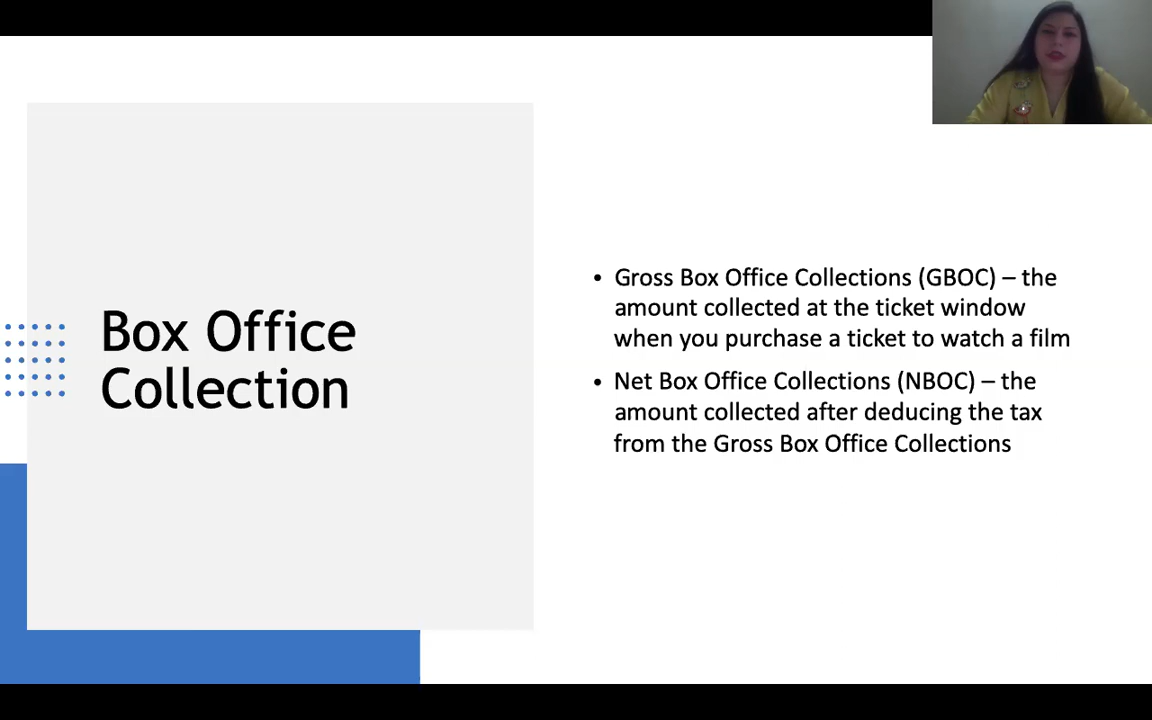 Box Office
Collection
• Gross Box Office Collections (GBOC) – the
amount collected at the ticket window
when you purchase a ticket to watch a film
• Net Box Office Collections (NBOC) – the
amount collected after deducing the tax
from the Gross Box Office Collections